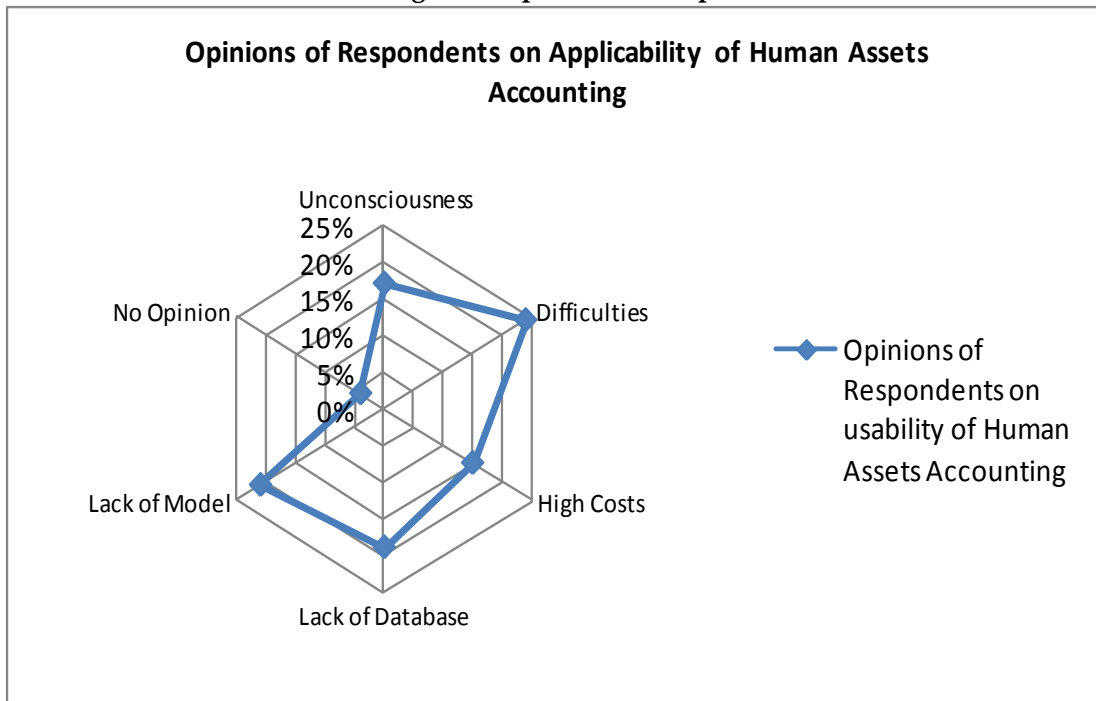 Opinions of Respondents on Applicability of Human Assets
Accounting
Unconsciousness
25%
20%
15%
10%
5%
0%
No Opinion
Difficulties
Lack of Model
High Costs
Lack of Database
Opinions of
Respondents on
usability of Human
Assets Accounting